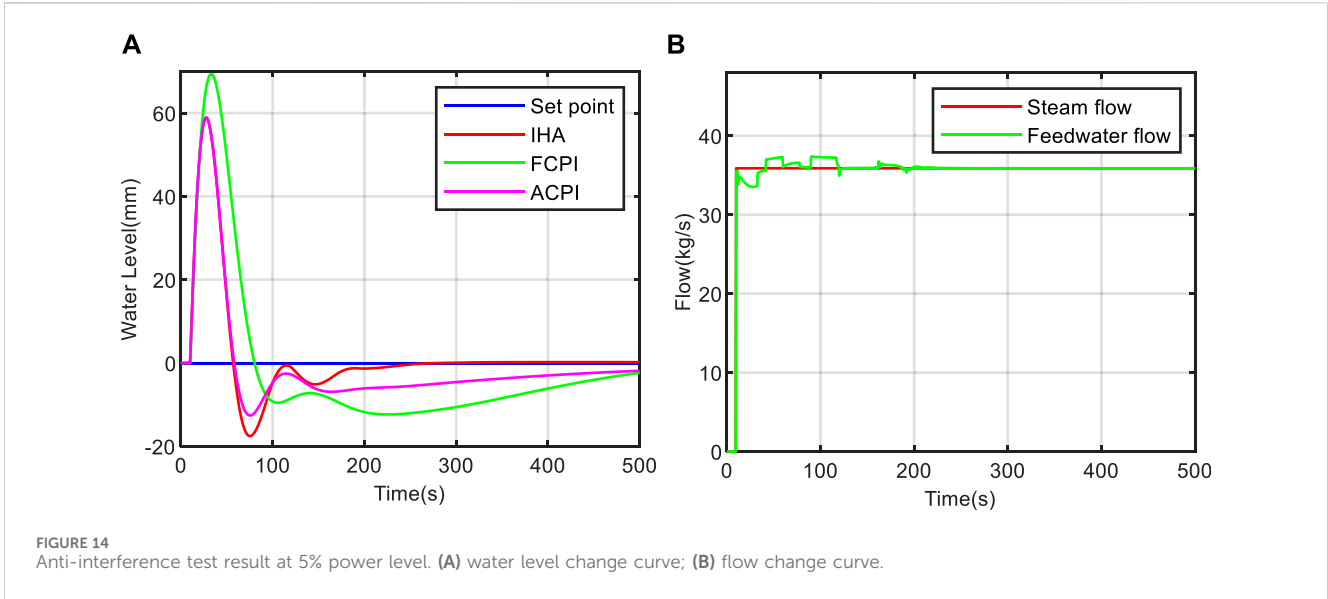 A
Water Level(mm)
60
40
20
0
-20
0 100 200 300 400 500
Time(s)
Set point
IHA
FCPI
ACPI
B
Flow(kg/s)
40
30
20
10
0
0 100 200 300 400 500
Time(s)
Steam flow
Feedwater flow
FIGURE 14
Anti-interference test result at 5% power level. (A) water level change curve; (B) flow change curve.